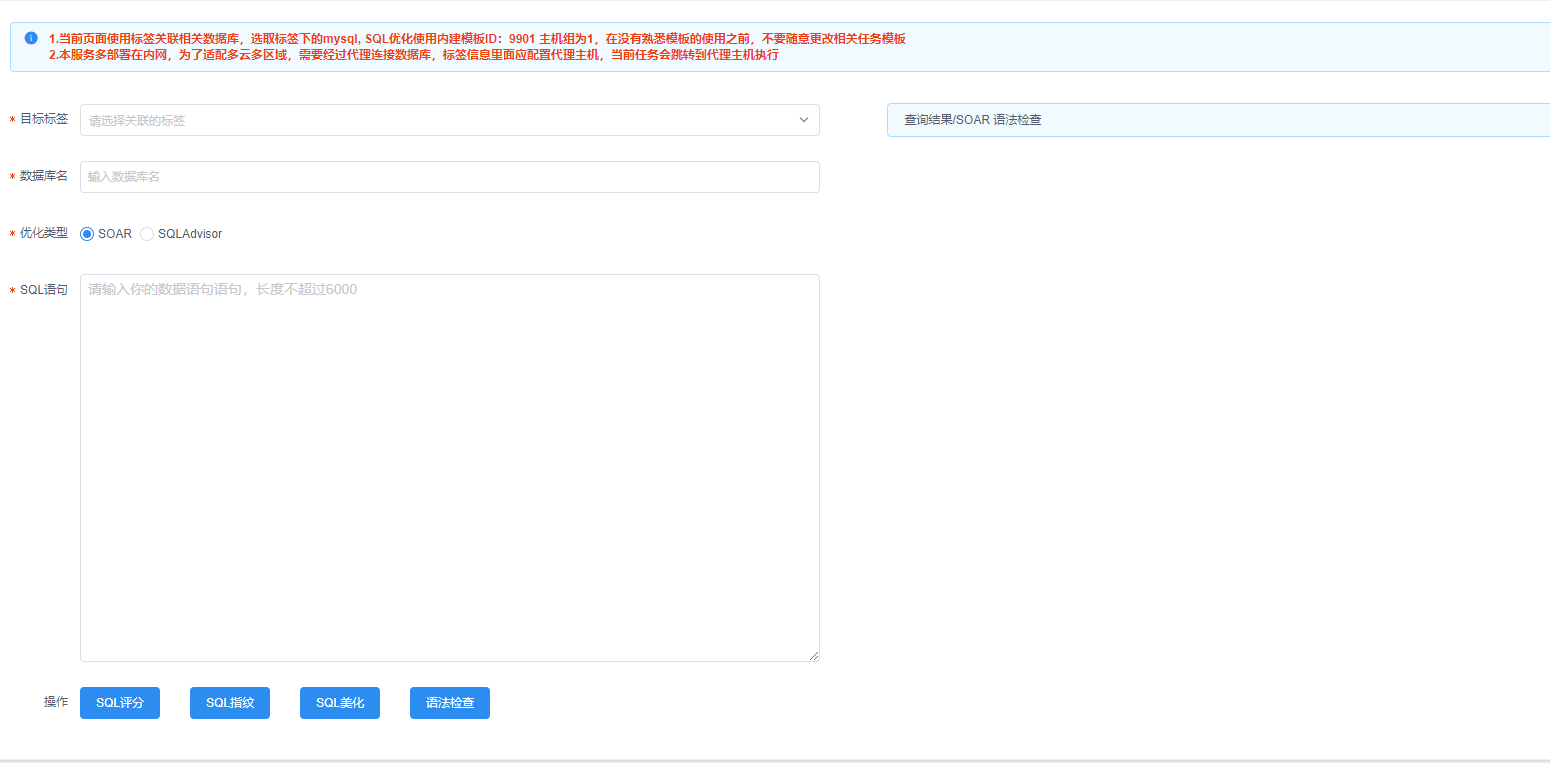 1.当前页面使用标签关联相关数据库，选取标签下的mysql, SQL优化使用内建模板ID：9901 主机组为1，在没有熟悉模板的使用之前，不要随意更改相关任务模板
2.本服务多部署在内网，为了适配多云多区域，需要经过代理连接数据库，标签信息里面应配置代理主机，当前任务会跳转到代理主机执行
* 目标标签 请选择关联的标签
查询结果/SOAR 语法检查
* 数据库名 输入数据库名
* 优化类型 SOAR SQLAdvisor
* SQL语句 请输入你的数据语句语句，长度不超过6000
操作 SQL评分 SQL指纹 SQL美化 语法检查